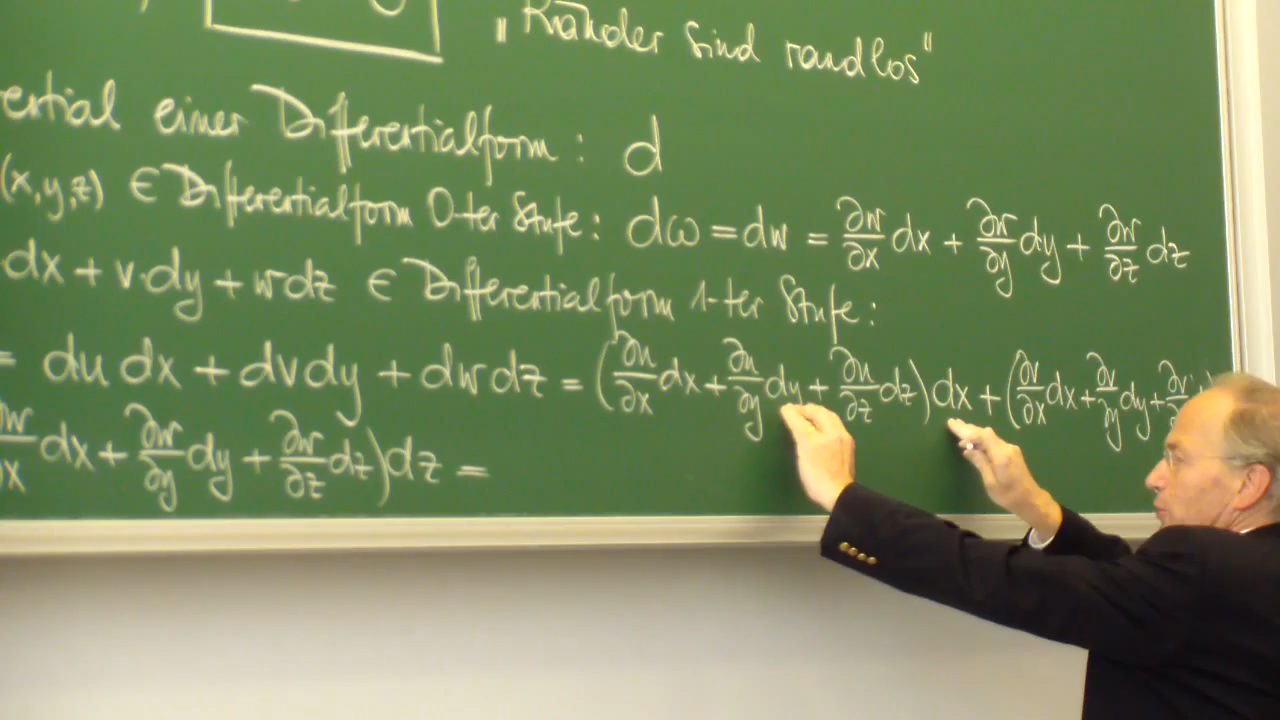 „Ränder sind randlos"
ertial einer Differentialform : d
(x,y,z) ∈ Differentialform 0-ter Stufe : dω = dw = ∂w/∂x dx + ∂w/∂y dy + ∂w/∂z dz
dx + v·dy + w dz ∈ Differentialform 1-ter Stufe :
= du dx + dv dy + dw dz = (∂u/∂x dx + ∂u/∂y dy + ∂u/∂z dz) dx + (∂v/∂x dx + ∂v/∂y dy + ∂v
∂w/∂x dx + ∂w/∂y dy + ∂w/∂z dz) dz =